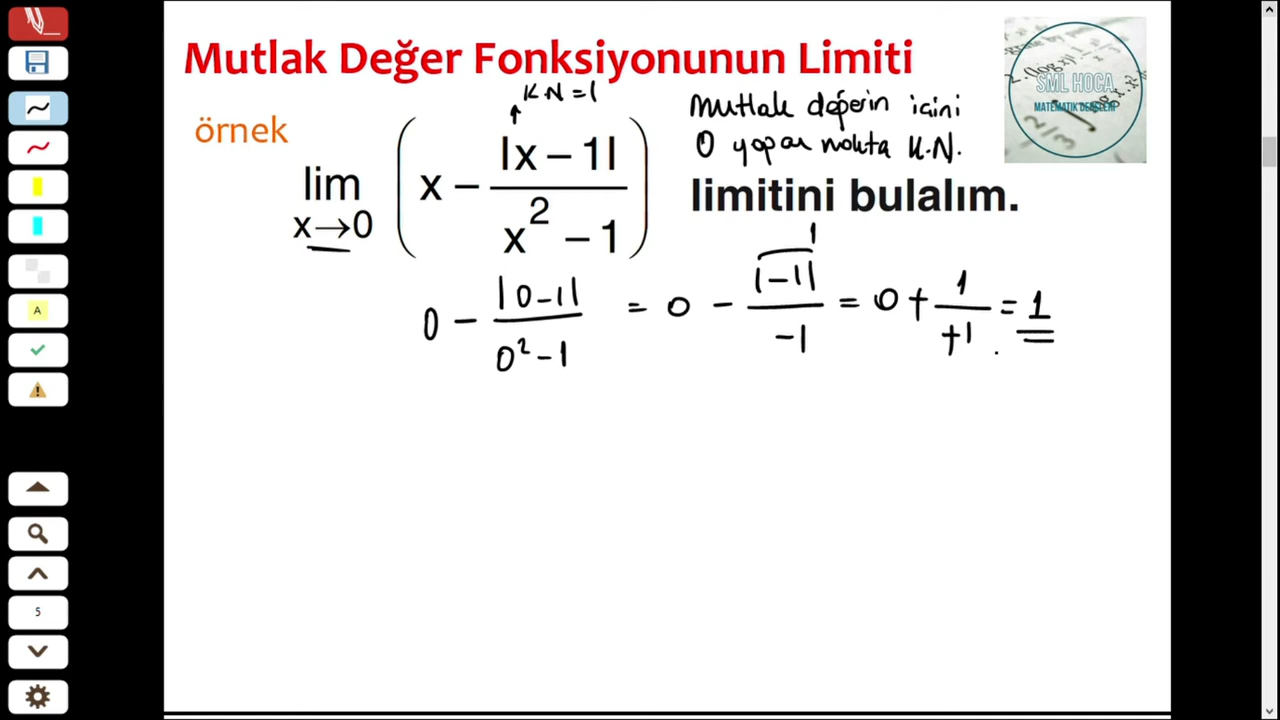 Mutlak Değer Fonksiyonunun Limiti
KN=1
mutlak değerin içini
0 yapan nokta K.N.
örnek
lim x→0 ( x − |x − 1| / x² − 1 ) limitini bulalım.
0 − |0−1| / 0²−1 = 0 − |−1| / −1 = 0 + 1 / +1 = 1
1
SML HOCA
MATEMATİK DERSLERİ
A
5